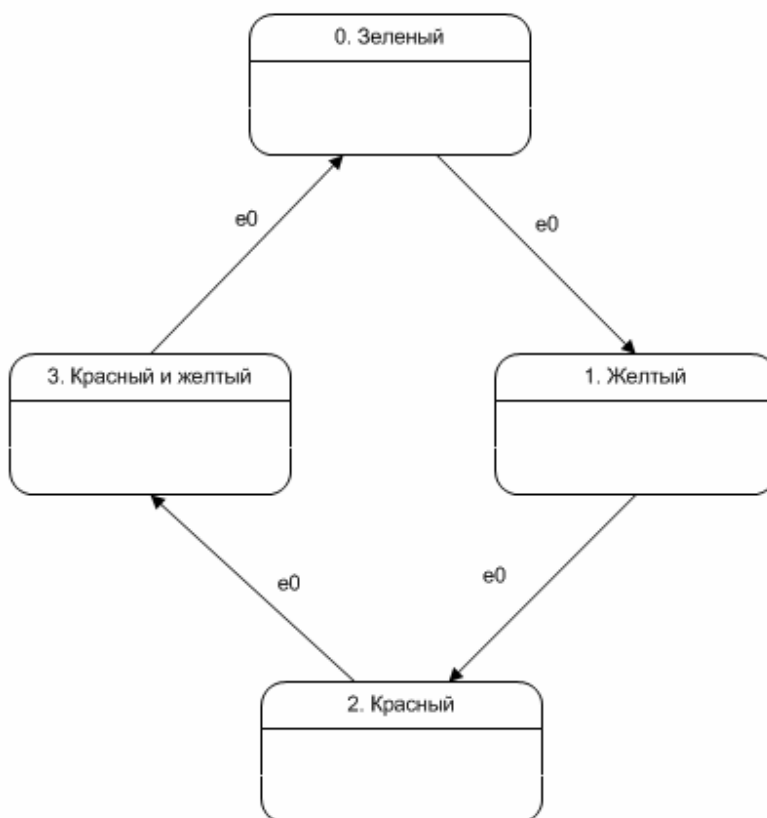 0. Зеленый
e0
e0
3. Красный и желтый
1. Желтый
e0
e0
2. Красный